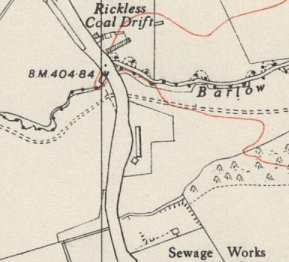 Rickless
Coal Drift
B.M. 404·84
Barlow
Sewage Works